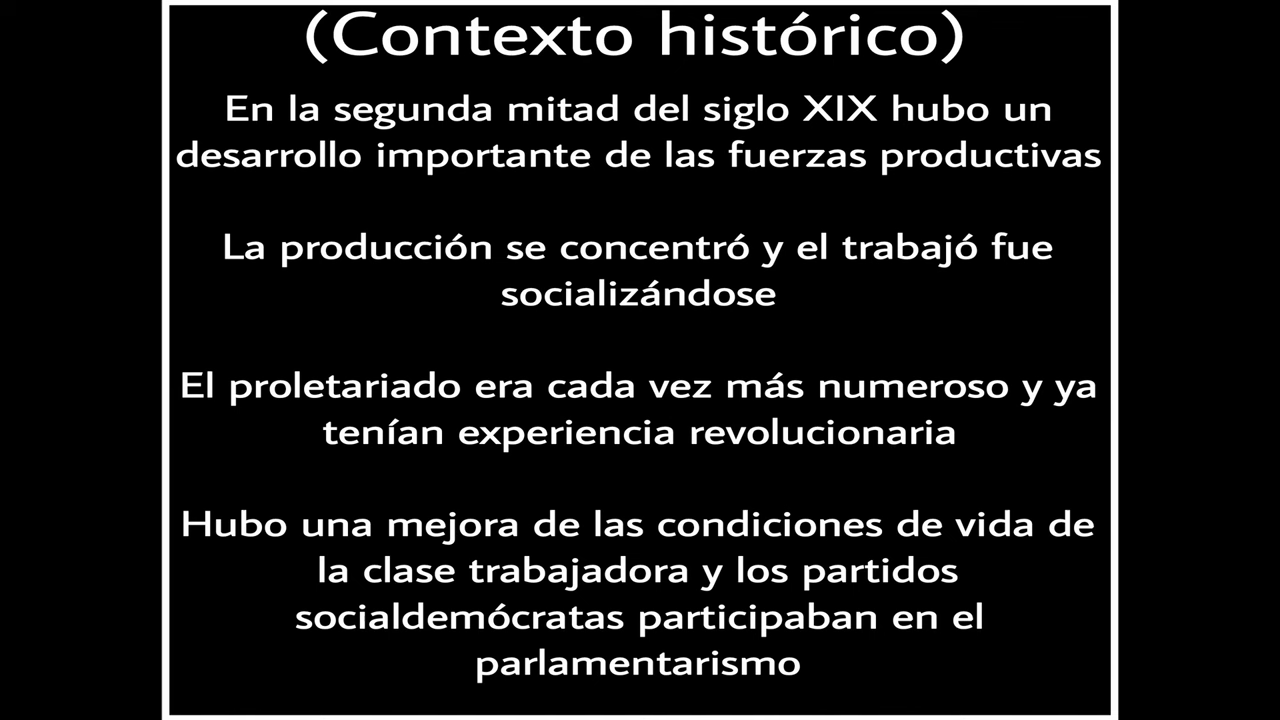 (Contexto histórico)
En la segunda mitad del siglo XIX hubo un
desarrollo importante de las fuerzas productivas
La producción se concentró y el trabajó fue
socializándose
El proletariado era cada vez más numeroso y ya
tenían experiencia revolucionaria
Hubo una mejora de las condiciones de vida de
la clase trabajadora y los partidos
socialdemócratas participaban en el
parlamentarismo